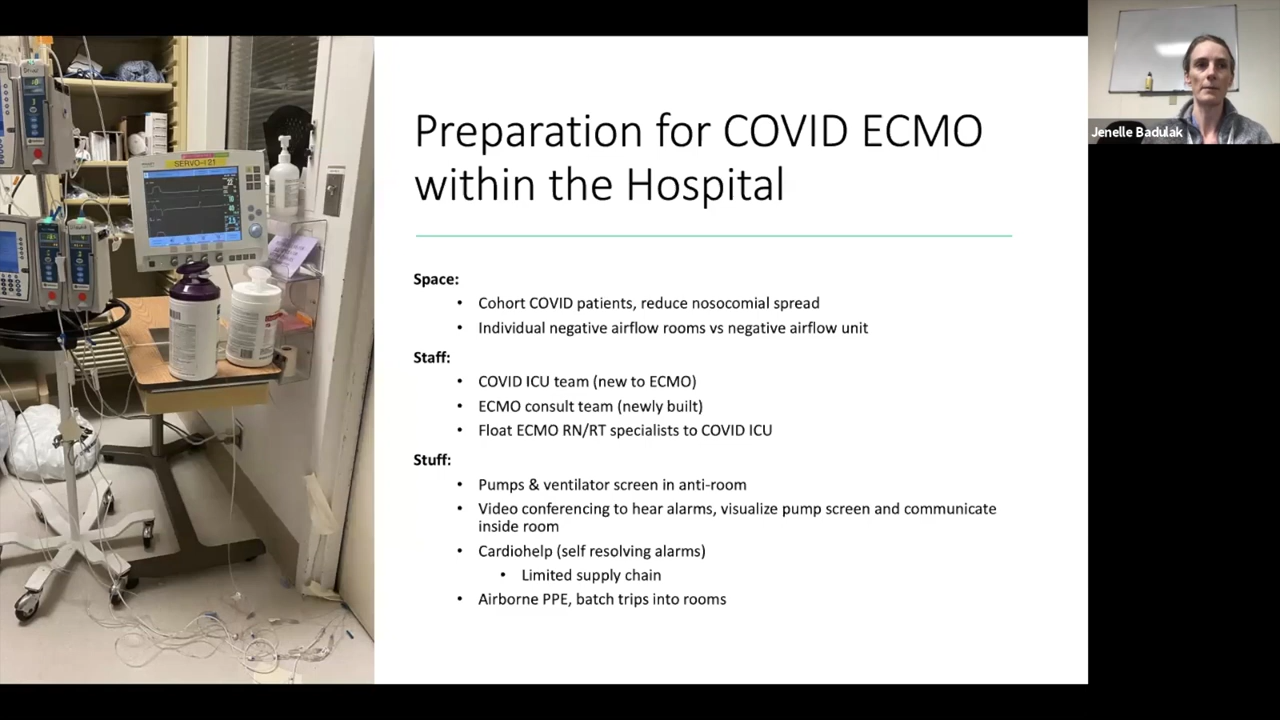 SERVO-i 21
Preparation for COVID ECMO
within the Hospital
Space:
• Cohort COVID patients, reduce nosocomial spread
• Individual negative airflow rooms vs negative airflow unit
Staff:
• COVID ICU team (new to ECMO)
• ECMO consult team (newly built)
• Float ECMO RN/RT specialists to COVID ICU
Stuff:
• Pumps & ventilator screen in anti-room
• Video conferencing to hear alarms, visualize pump screen and communicate
inside room
• Cardiohelp (self resolving alarms)
• Limited supply chain
• Airborne PPE, batch trips into rooms
Jenelle Badulak